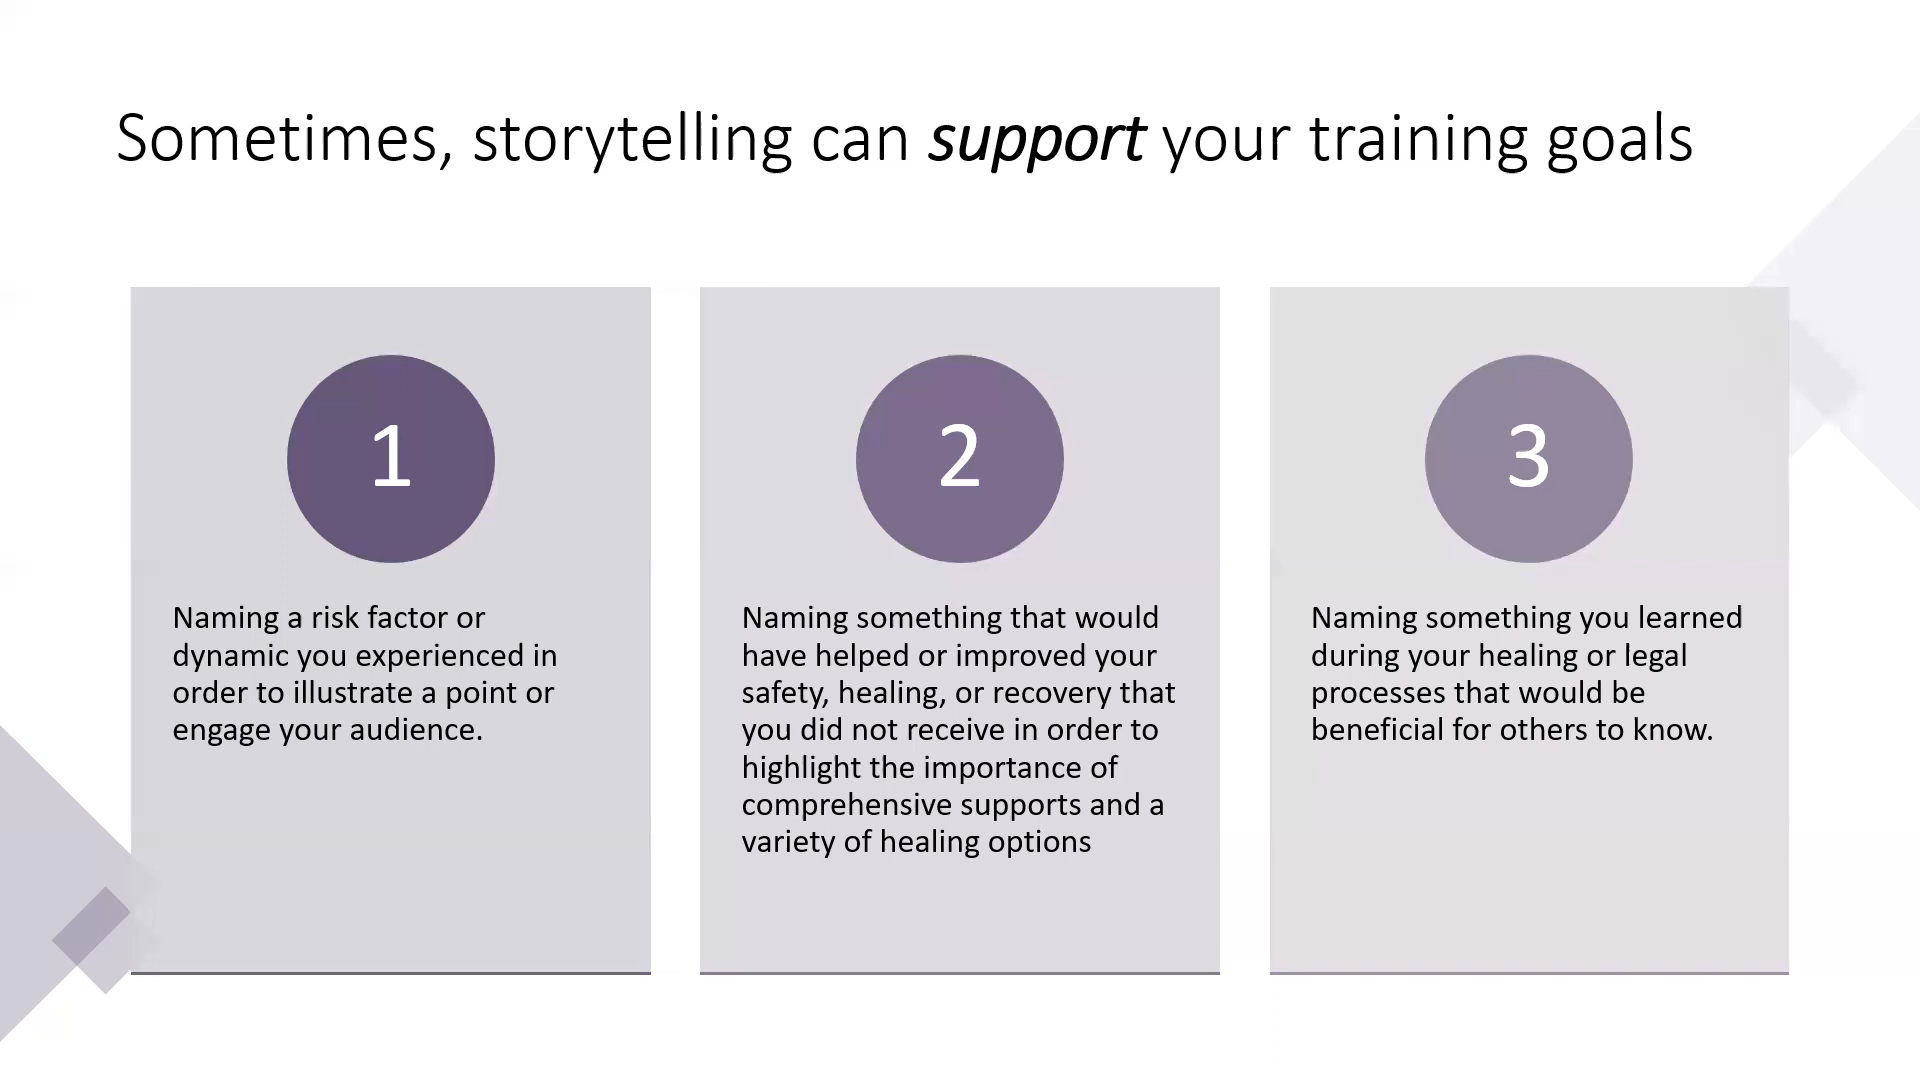 Sometimes, storytelling can support your training goals
1
Naming a risk factor or
dynamic you experienced in
order to illustrate a point or
engage your audience.
2
Naming something that would
have helped or improved your
safety, healing, or recovery that
you did not receive in order to
highlight the importance of
comprehensive supports and a
variety of healing options
3
Naming something you learned
during your healing or legal
processes that would be
beneficial for others to know.